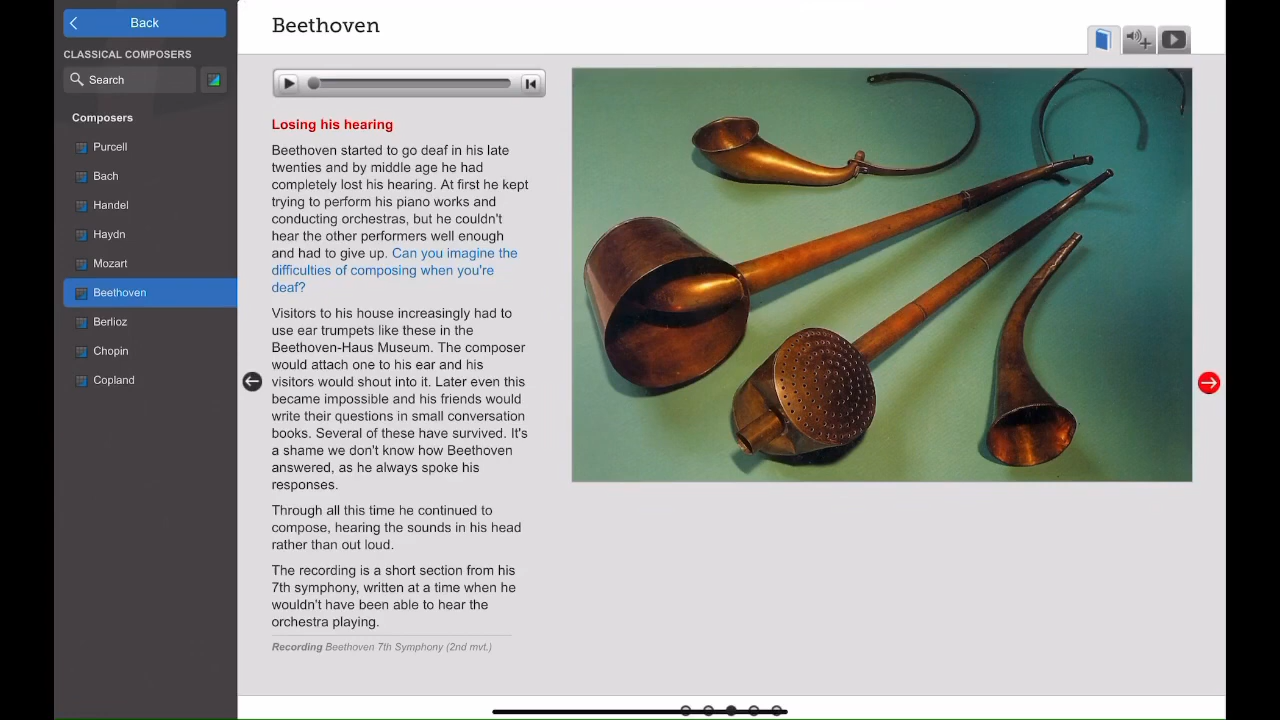 Back
CLASSICAL COMPOSERS
Search
Composers
Purcell
Bach
Handel
Haydn
Mozart
Beethoven
Berlioz
Chopin
Copland
Beethoven
Losing his hearing
Beethoven started to go deaf in his late
twenties and by middle age he had
completely lost his hearing. At first he kept
trying to perform his piano works and
conducting orchestras, but he couldn't
hear the other performers well enough
and had to give up. Can you imagine the
difficulties of composing when you're
deaf?
Visitors to his house increasingly had to
use ear trumpets like these in the
Beethoven-Haus Museum. The composer
would attach one to his ear and his
visitors would shout into it. Later even this
became impossible and his friends would
write their questions in small conversation
books. Several of these have survived. It's
a shame we don't know how Beethoven
answered, as he always spoke his
responses.
Through all this time he continued to
compose, hearing the sounds in his head
rather than out loud.
The recording is a short section from his
7th symphony, written at a time when he
wouldn't have been able to hear the
orchestra playing.
Recording Beethoven 7th Symphony (2nd mvt.)